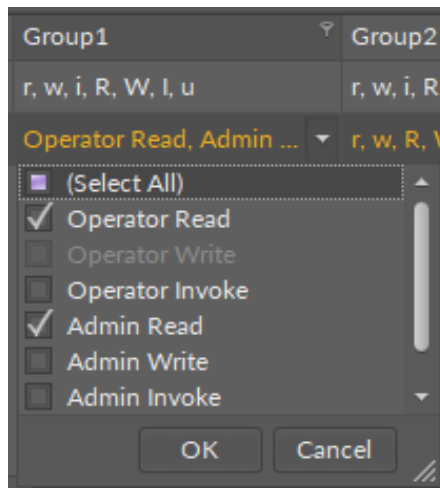 Group1 Group2
r, w, i, R, W, I, u r, w, i, R
Operator Read, Admin ... r, w, R,
(Select All)
Operator Read
Operator Write
Operator Invoke
Admin Read
Admin Write
Admin Invoke
OK Cancel